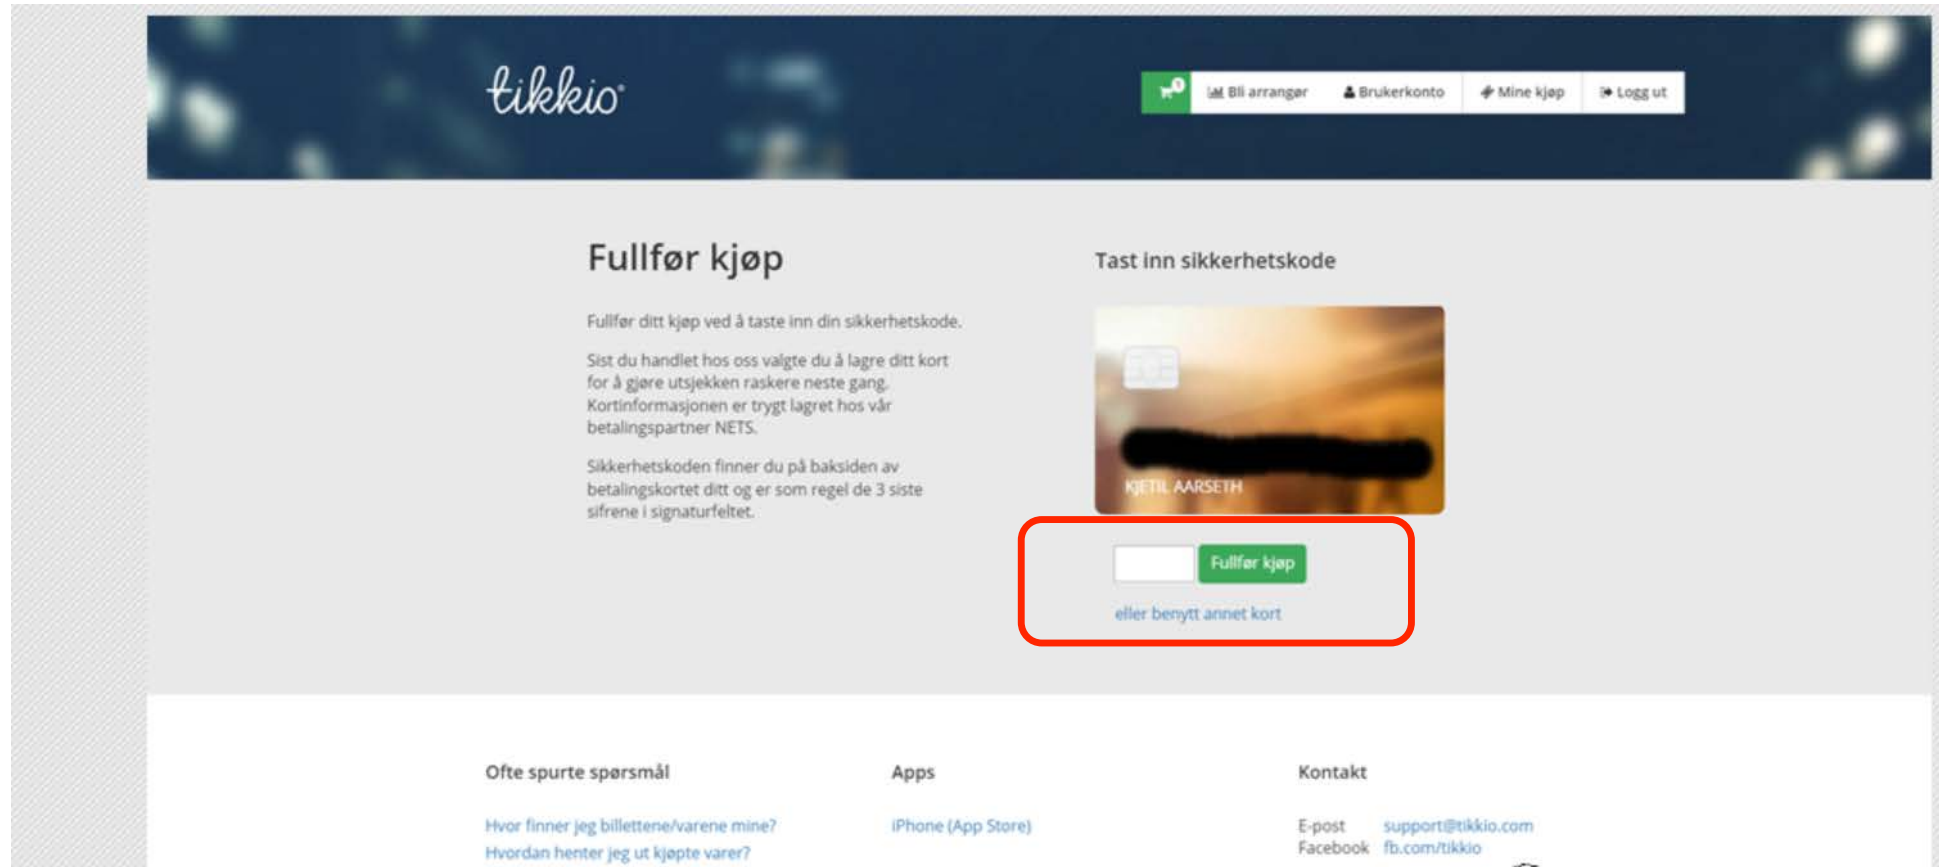 tikkio
1
Bli arrangør
Brukerkonto
Mine kjøp
Logg ut
Fullfør kjøp
Fullfør ditt kjøp ved å taste inn din sikkerhetskode.
Sist du handlet hos oss valgte du å lagre ditt kort
for å gjøre utsjekken raskere neste gang.
Kortinformasjonen er trygt lagret hos vår
betalingspartner NETS.
Sikkerhetskoden finner du på baksiden av
betalingskortet ditt og er som regel de 3 siste
sifrene i signaturfeltet.
Tast inn sikkerhetskode
KJETIL AARSETH
Fullfør kjøp
eller benytt annet kort
Ofte spurte spørsmål
Hvor finner jeg billettene/varene mine?
Hvordan henter jeg ut kjøpte varer?
Apps
iPhone (App Store)
Kontakt
E-post support@tikkio.com
Facebook fb.com/tikkio